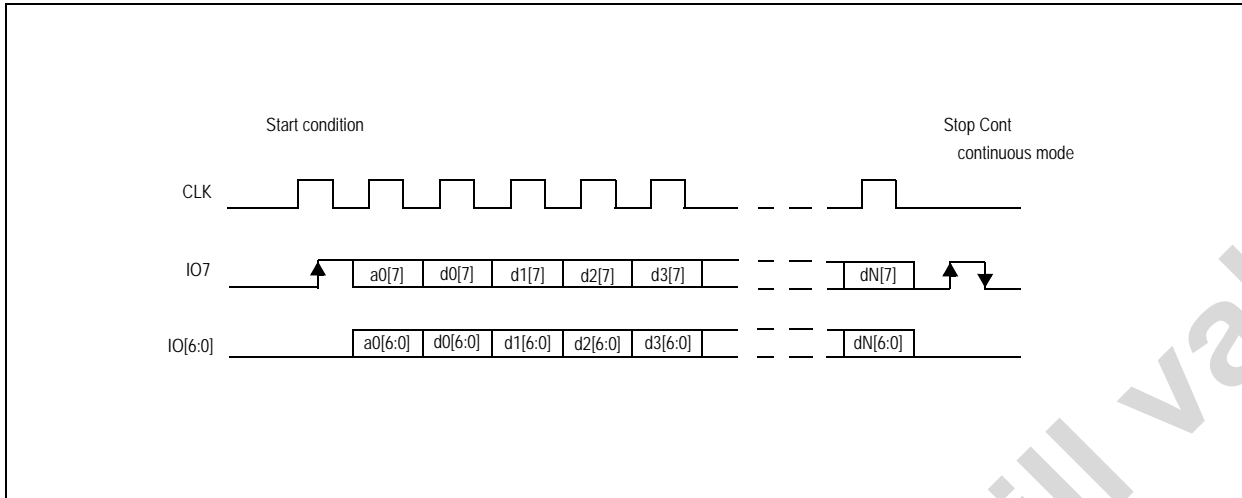 Start condition
Stop Cont
continuous mode
CLK
IO7
a0[7] d0[7] d1[7] d2[7] d3[7] dN[7]
IO[6:0]
a0[6:0] d0[6:0] d1[6:0] d2[6:0] d3[6:0] dN[6:0]